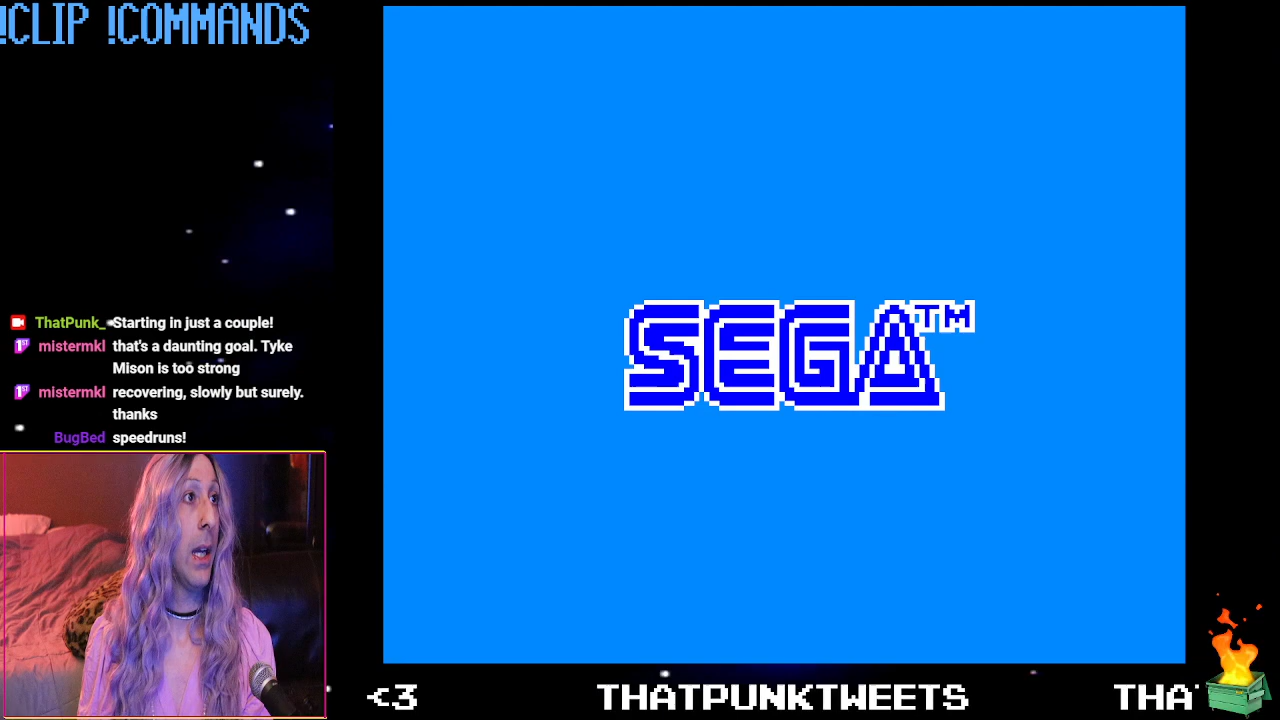 !CLIP !COMMANDS
SEGA™
ThatPunk_ Starting in just a couple!
mistermkl that's a daunting goal. Tyke
Mison is too strong
mistermkl recovering, slowly but surely.
thanks
BugBed speedruns!
<3 THATPUNKTWEETS THA